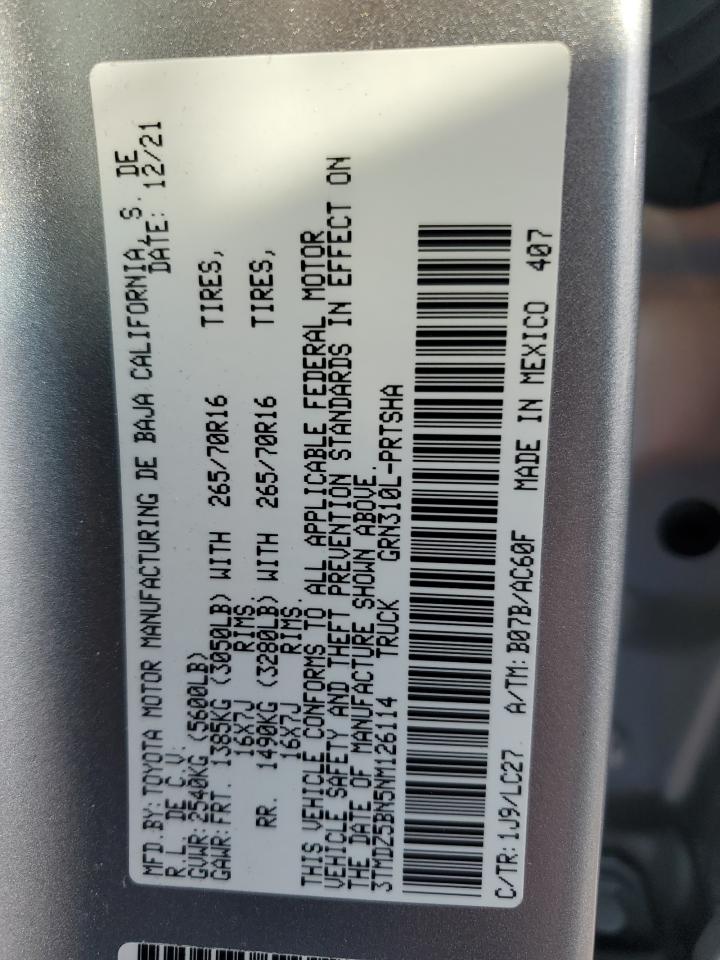 MFD.BY:TOYOTA MOTOR MANUFACTURING DE BAJA CALIFORNIA, S. DE
R.L. DE C.V. DATE: 12/21
GVWR:2540KG (5600LB)
GAWR:FRT. 1385KG (3050LB) WITH 265/70R16 TIRES,
16X7J RIMS.
RR. 1490KG (3280LB) WITH 265/70R16 TIRES,
16X7J RIMS.
THIS VEHICLE CONFORMS TO ALL APPLICABLE FEDERAL MOTOR
VEHICLE SAFETY AND THEFT PREVENTION STANDARDS IN EFFECT ON
THE DATE OF MANUFACTURE SHOWN ABOVE.
3TMDZ5BN5NM126114 TRUCK GRN310L-PRTSHA
C/TR:1J9/LC27 A/TM:B07B/AC60F MADE IN MEXICO 407